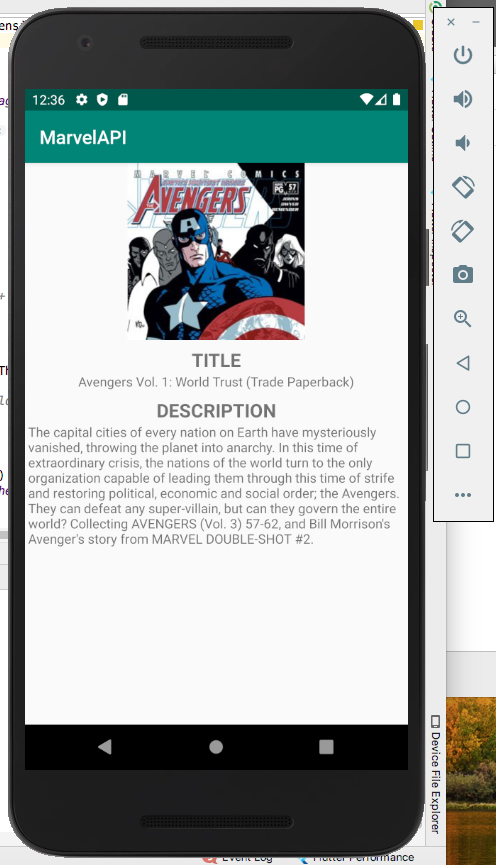 12:36
MarvelAPI
MARVEL COMICS
AVENGERS
PG
57
TITLE
Avengers Vol. 1: World Trust (Trade Paperback)
DESCRIPTION
The capital cities of every nation on Earth have mysteriously
vanished, throwing the planet into anarchy. In this time of
extraordinary crisis, the nations of the world turn to the only
organization capable of leading them through this time of strife
and restoring political, economic and social order; the Avengers.
They can defeat any super-villain, but can they govern the entire
world? Collecting AVENGERS (Vol. 3) 57-62, and Bill Morrison's
Avenger's story from MARVEL DOUBLE-SHOT #2.
Device File Explorer
Event Log
Flutter Performance